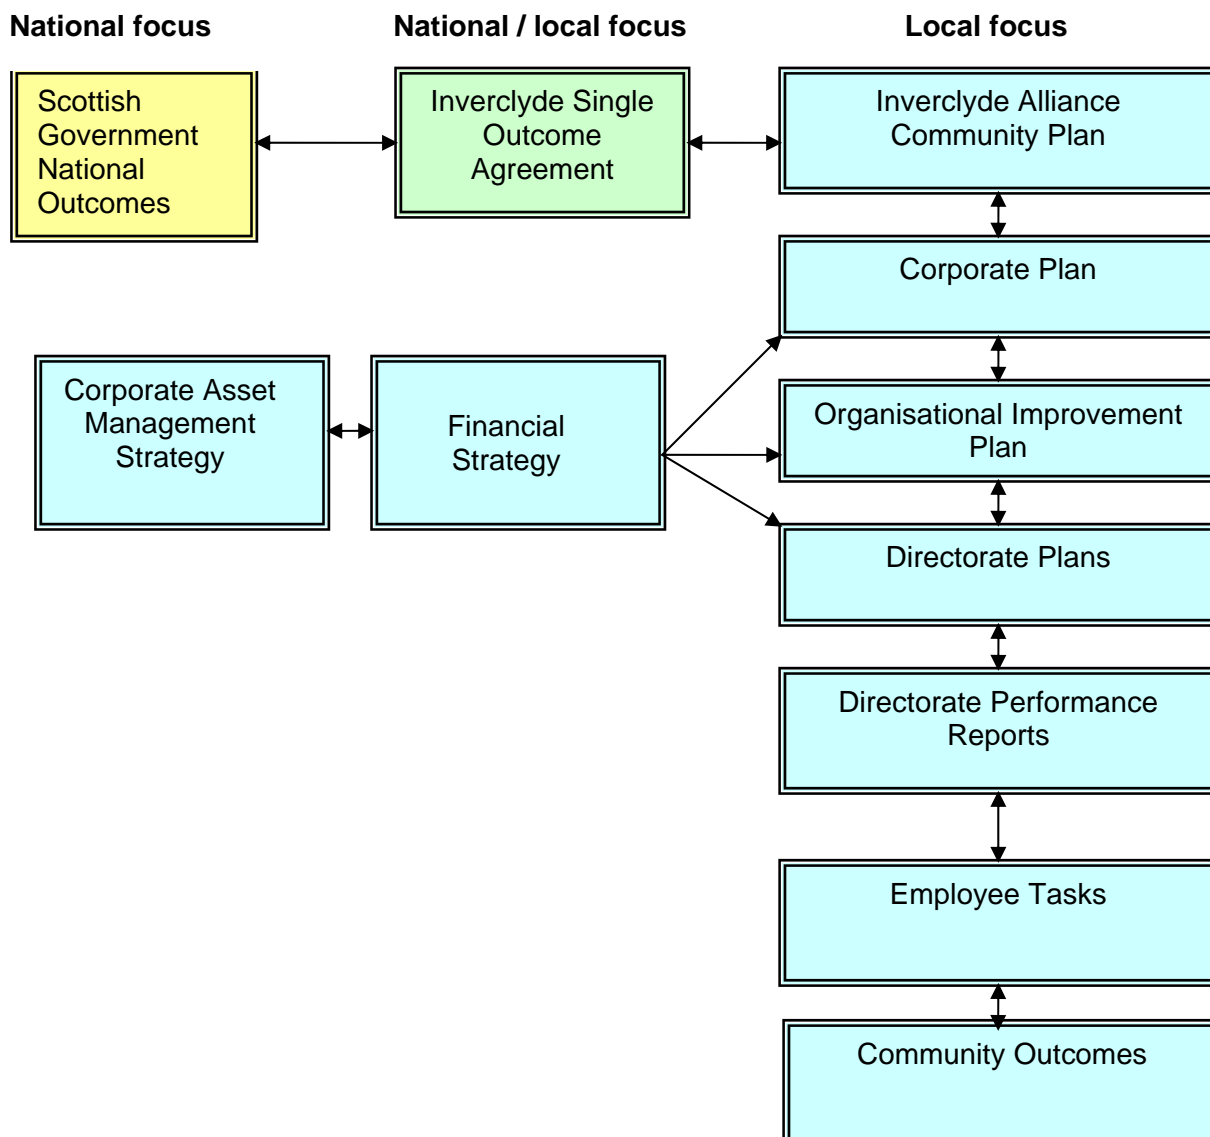 National focus
National / local focus
Local focus
Scottish
Government
National
Outcomes
Inverclyde Single
Outcome
Agreement
Inverclyde Alliance
Community Plan
Corporate Plan
Corporate Asset
Management
Strategy
Financial
Strategy
Organisational Improvement
Plan
Directorate Plans
Directorate Performance
Reports
Employee Tasks
Community Outcomes